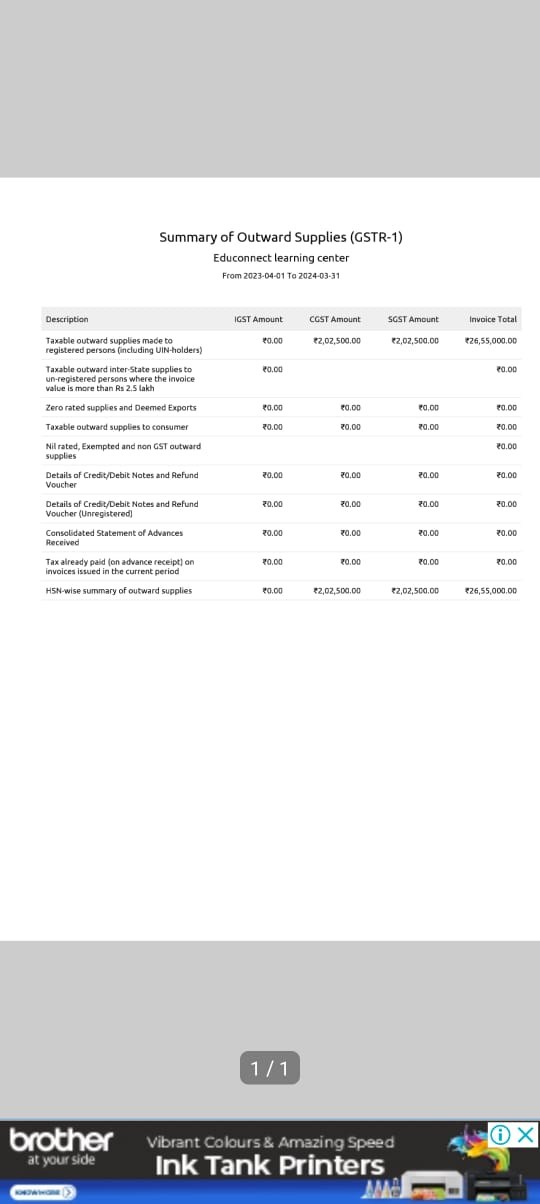 Summary of Outward Supplies (GSTR-1)
Educonnect learning center
From 2023-04-01 To 2024-03-31
Description IGST Amount CGST Amount SGST Amount Invoice Total
Taxable outward supplies made to ₹0.00 ₹2,02,500.00 ₹2,02,500.00 ₹26,55,000.00
registered persons (including UIN-holders)
Taxable outward inter-State supplies to ₹0.00 ₹0.00
un-registered persons where the invoice
value is more than Rs 2.5 lakh
Zero rated supplies and Deemed Exports ₹0.00 ₹0.00 ₹0.00 ₹0.00
Taxable outward supplies to consumer ₹0.00 ₹0.00 ₹0.00 ₹0.00
Nil rated, Exempted and non GST outward ₹0.00
supplies
Details of Credit/Debit Notes and Refund ₹0.00 ₹0.00 ₹0.00 ₹0.00
Voucher
Details of Credit/Debit Notes and Refund ₹0.00 ₹0.00 ₹0.00 ₹0.00
Voucher (Unregistered)
Consolidated Statement of Advances ₹0.00 ₹0.00 ₹0.00 ₹0.00
Received
Tax already paid (on advance receipt) on ₹0.00 ₹0.00 ₹0.00 ₹0.00
invoices issued in the current period
HSN-wise summary of outward supplies ₹0.00 ₹2,02,500.00 ₹2,02,500.00 ₹26,55,000.00
1 / 1
brother
at your side
Vibrant Colours & Amazing Speed
Ink Tank Printers
KNOW MORE